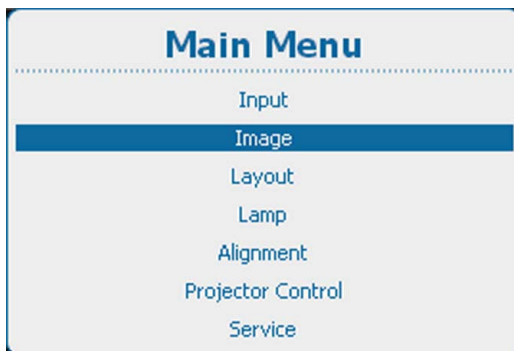 Main Menu
Input
Image
Layout
Lamp
Alignment
Projector Control
Service